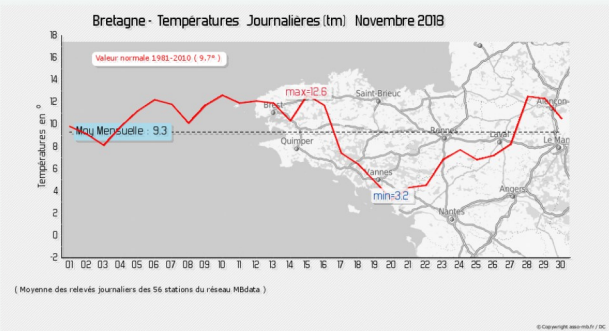 Bretagne - Températures Journalières (tm) Novembre 2018
18
16
14
12
10
8
6
4
2
0
-2
Températures en °
Valeur normale 1981-2010 ( 9.7° )
max=12.6
Saint-Brieuc
Alençon
Brest
Moy Mensuelle : 9.3
Rennes
Laval
Quimper
Le Man
Vannes
min=3.2
Angers
Nantes
01 02 03 04 05 06 07 08 09 10 11 12 13 14 15 16 17 18 19 20 21 22 23 24 25 26 27 28 29 30
( Moyenne des relevés journaliers des 56 stations du réseau MBdata )
© Copyright asso-mb.fr / DC